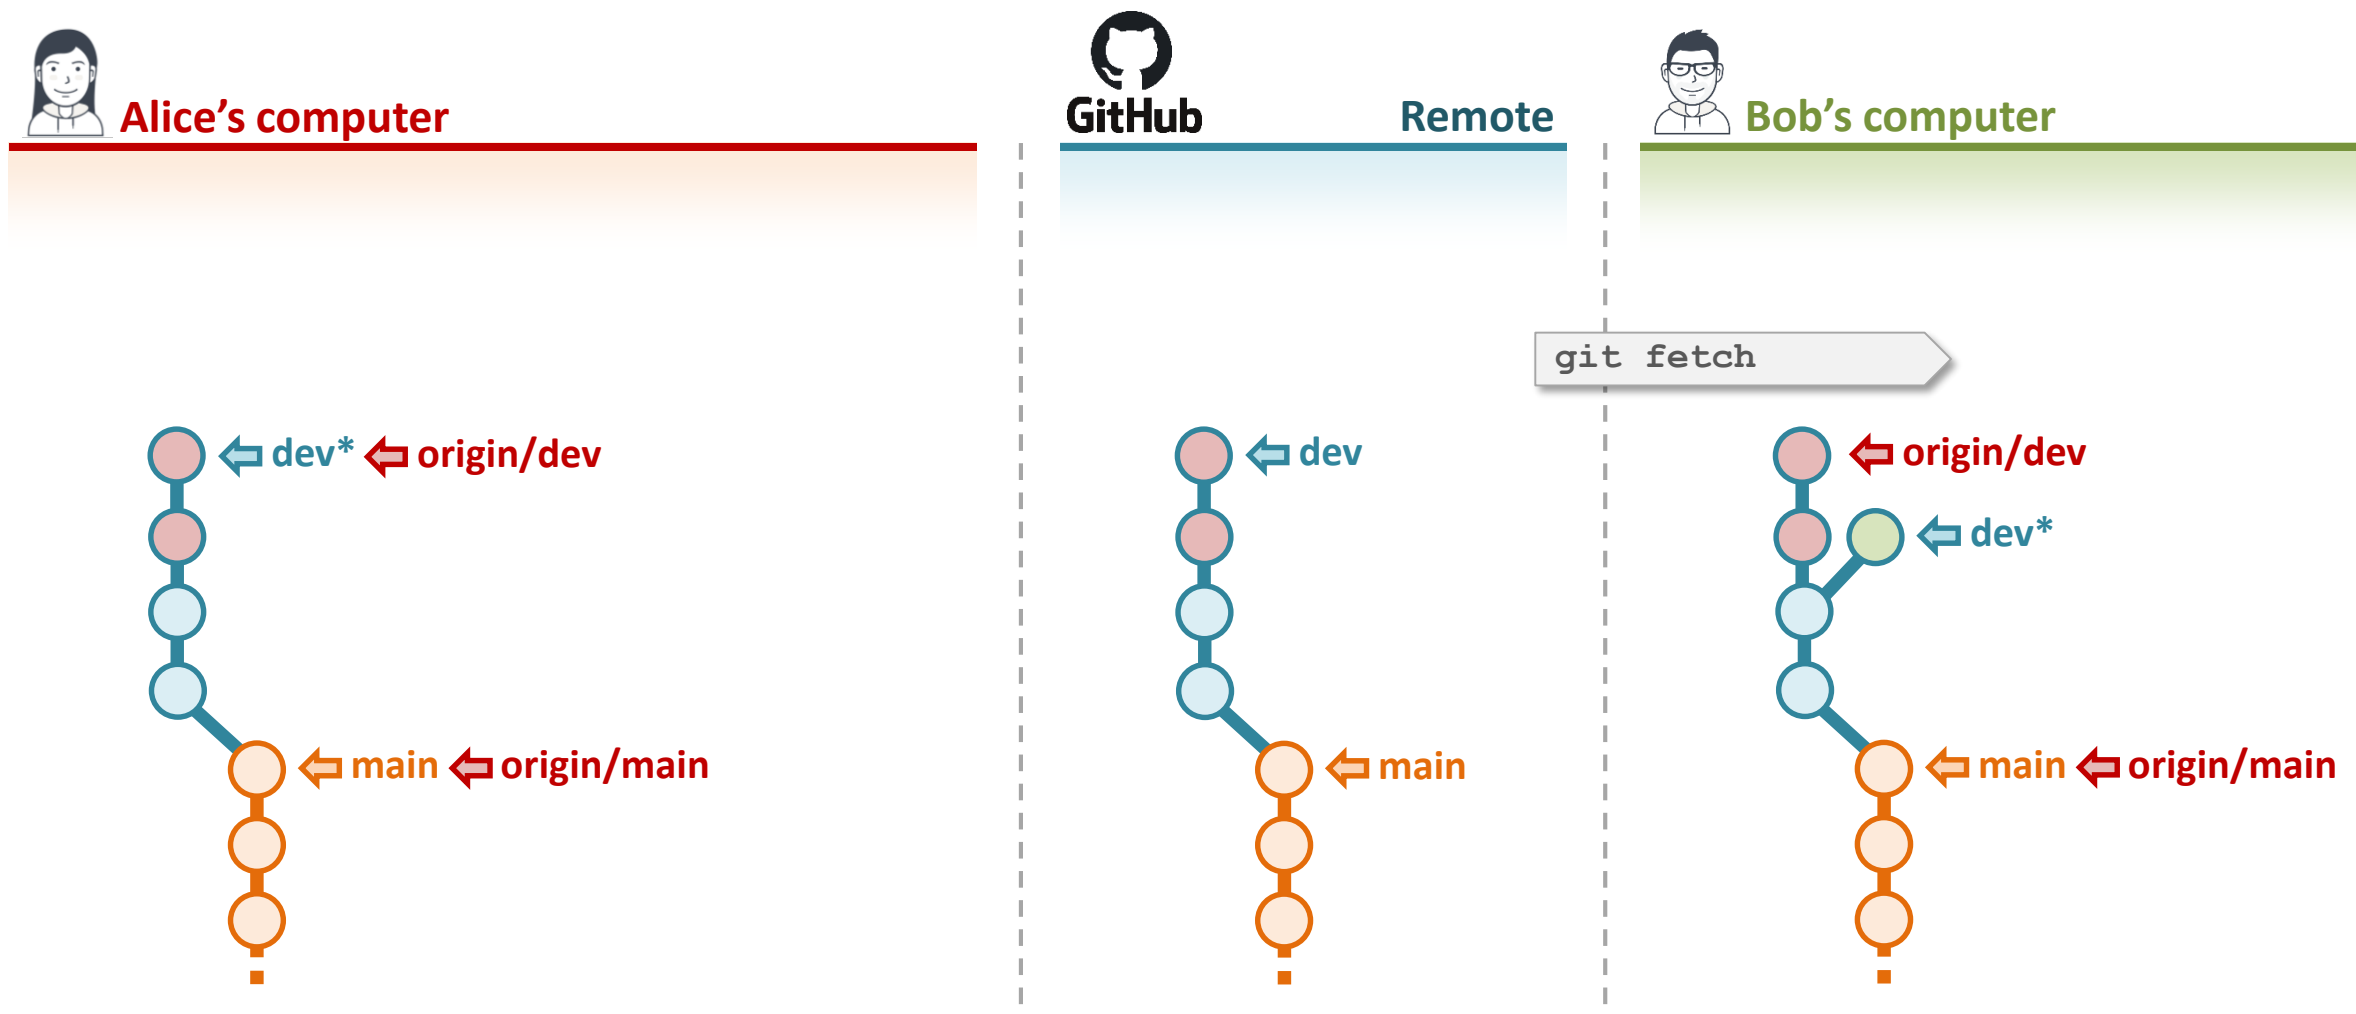 Alice's computer
GitHub
Remote
Bob's computer
git fetch
dev* origin/dev
dev
origin/dev
dev*
main origin/main
main
main origin/main